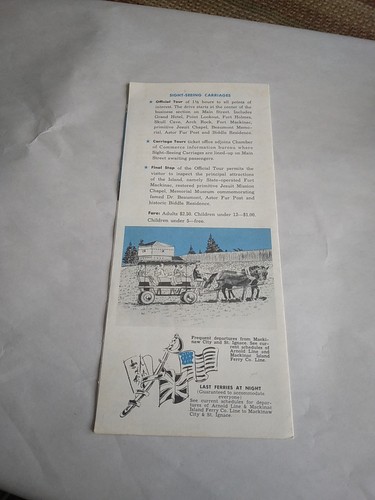 SIGHT-SEEING CARRIAGES
Official Tour of 1¾ hours to all points of
interest. The drive starts in the center of the
business section on Main Street. Includes
Grand Hotel, Point Lookout, Fort Holmes,
Skull Cave, Arch Rock, Fort Mackinac,
primitive Jesuit Chapel, Beaumont Memo-
rial, Astor Fur Post and Biddle Residence.
Carriage Tours ticket office adjoins Chamber
of Commerce information bureau where
Sight-Seeing Carriages are lined-up on Main
Street awaiting passengers.
Final Stop of the Official Tour permits the
visitor to inspect the principal attractions
of the Island, namely State-operated Fort
Mackinac, restored primitive Jesuit Mission
Chapel, Memorial Museum commemorating
famed Dr. Beaumont, Astor Fur Post and
historic Biddle Residence.
Fare: Adults Children under 12—
Children under 5—free.
Frequent departures from Macki-
naw City and St. Ignace. See cur-
rent schedules of
Arnold Line and
Mackinac Island
Ferry Co. Line.
LAST FERRIES AT NIGHT
(Guaranteed to accommodate
everyone)
See current schedules for depar-
tures of Arnold Line & Mackinac
Island Ferry Co. Line to Mackinaw
City & St. Ignace.